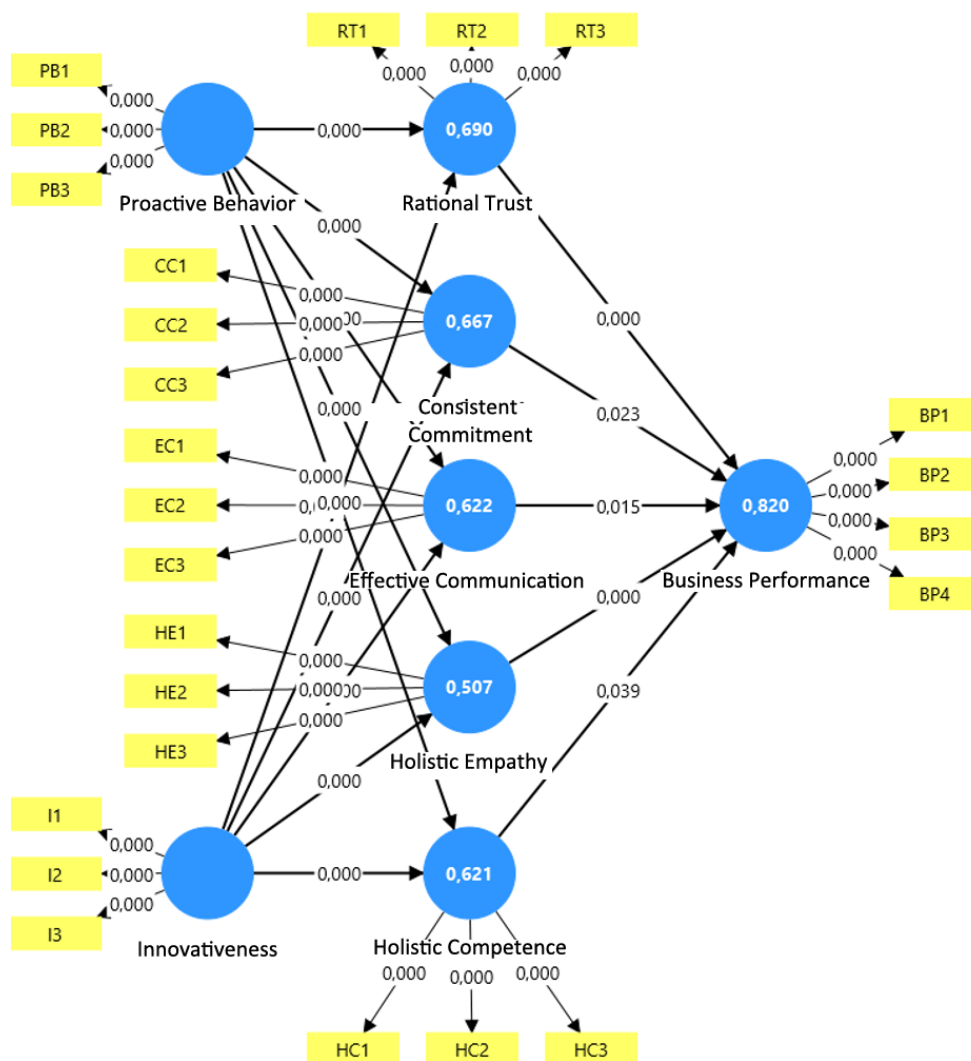 RT1
RT2
RT3
0,000
0,000
0,000
PB1
PB2
PB3
0,000
0,000
0,000
0,000
0,690
Proactive Behavior
Rational Trust
0,000
0,000
CC1
CC2
CC3
0,000
0,000
0,000
0,667
Consistent
Commitment
0,023
0,000
EC1
EC2
EC3
0,000
0,000
0,000
0,622
0,015
Effective Communication
0,820
Business Performance
BP1
BP2
BP3
BP4
0,000
0,000
0,000
0,000
0,000
0,000
HE1
HE2
HE3
0,000
0,000
0,000
0,507
Holistic Empathy
0,000
0,039
I1
I2
I3
0,000
0,000
0,000
0,000
0,621
Innovativeness
Holistic Competence
0,000
0,000
0,000
HC1
HC2
HC3